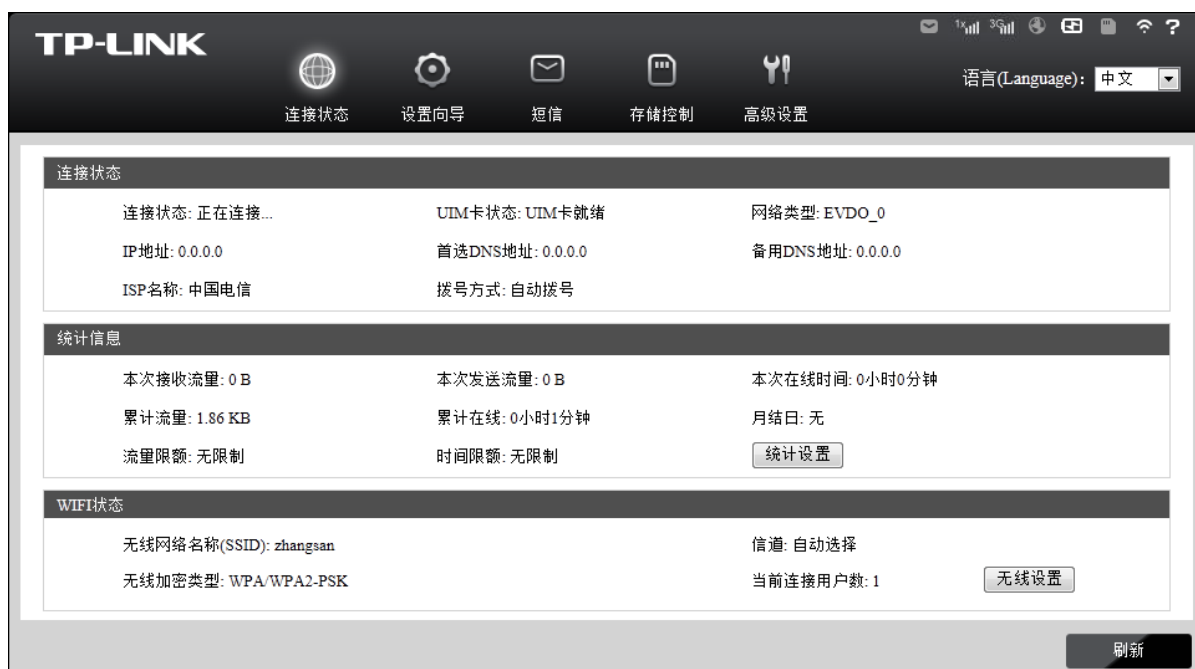 TP-LINK
1x 3G ?
语言(Language): 中文
连接状态 设置向导 短信 存储控制 高级设置
连接状态
连接状态: 正在连接... UIM卡状态: UIM卡就绪 网络类型: EVDO_0
IP地址: 0.0.0.0 首选DNS地址: 0.0.0.0 备用DNS地址: 0.0.0.0
ISP名称: 中国电信 拨号方式: 自动拨号
统计信息
本次接收流量: 0 B 本次发送流量: 0 B 本次在线时间: 0小时0分钟
累计流量: 1.86 KB 累计在线: 0小时1分钟 月结日: 无
流量限额: 无限制 时间限额: 无限制 统计设置
WIFI状态
无线网络名称(SSID): zhangsan 信道: 自动选择
无线加密类型: WPA/WPA2-PSK 当前连接用户数: 1 无线设置
刷新